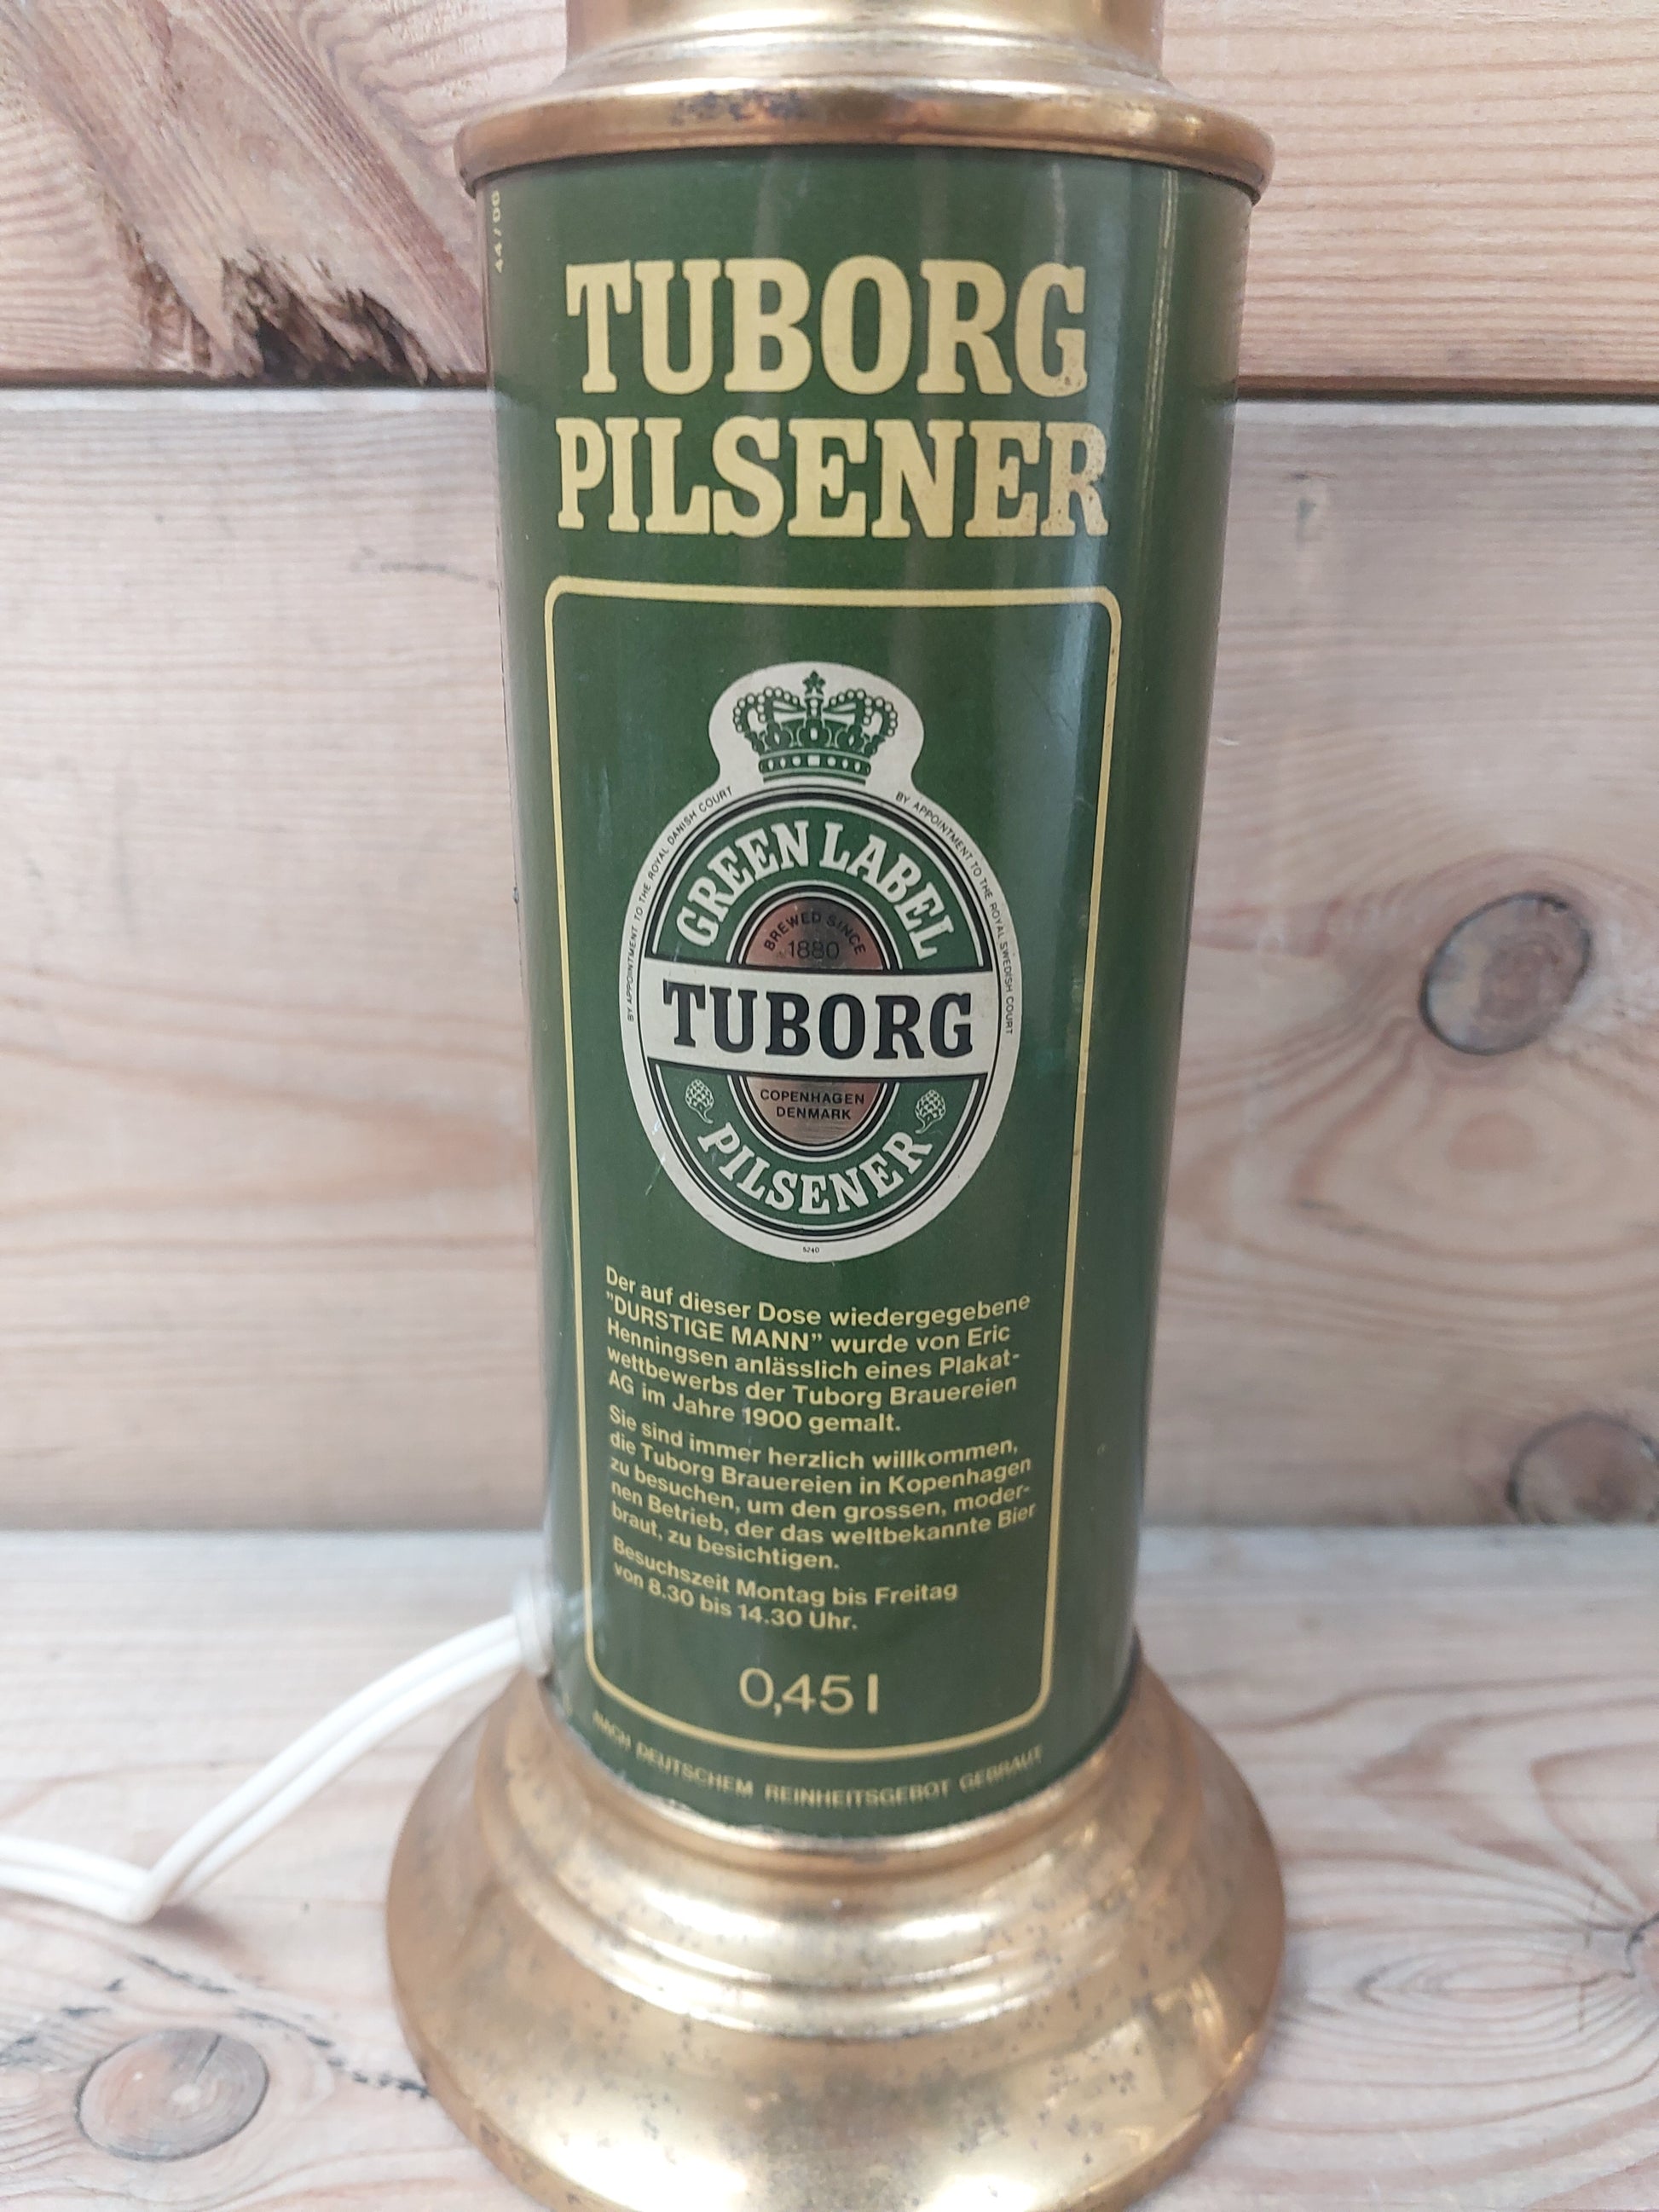 TUBORG
PILSENER
BY APPOINTMENT TO THE ROYAL DANISH COURT
BY APPOINTMENT TO THE ROYAL SWEDISH COURT
GREEN LABEL
BREWED SINCE
1880
TUBORG
COPENHAGEN
DENMARK
PILSENER
5240
Der auf dieser Dose wiedergegebene
"DURSTIGE MANN" wurde von Eric
Henningsen anlässlich eines Plakat-
wettbewerbs der Tuborg Brauereien
AG im Jahre 1900 gemalt.
Sie sind immer herzlich willkommen,
die Tuborg Brauereien in Kopenhagen
zu besuchen, um den grossen, moder-
nen Betrieb, der das weltbekannte Bier
braut, zu besichtigen.
Besuchszeit Montag bis Freitag
von 8.30 bis 14.30 Uhr.
0,45 l
NACH DEUTSCHEM REINHEITSGEBOT GEBRAUT